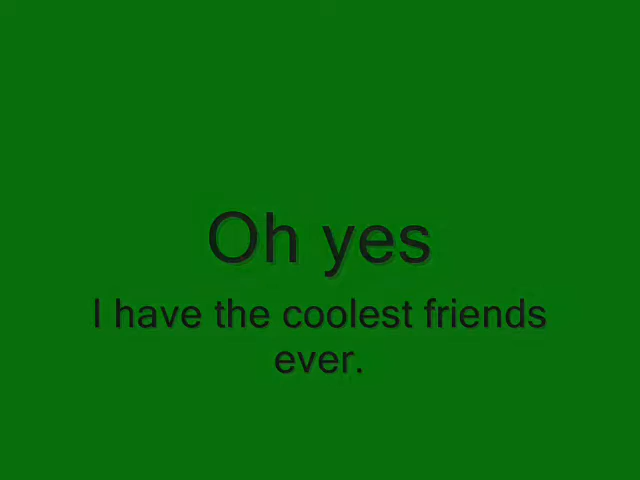 Oh yes
I have the coolest friends
ever.